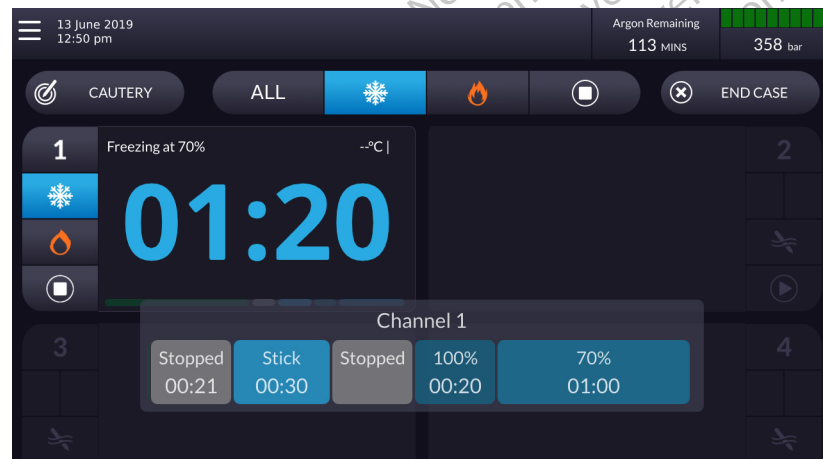 13 June 2019
12:50 pm
Argon Remaining
113 MINS
358 bar
CAUTERY
ALL
END CASE
1
Freezing at 70%
--°C |
01:20
2
3
4
Channel 1
Stopped
00:21
Stick
00:30
Stopped
100%
00:20
70%
01:00